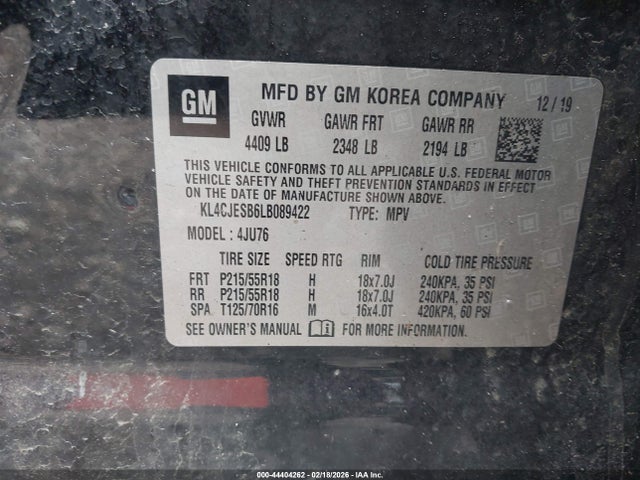 GM MFD BY GM KOREA COMPANY 12 / 19
GVWR GAWR FRT GAWR RR
4409 LB 2348 LB 2194 LB
THIS VEHICLE CONFORMS TO ALL APPLICABLE U.S. FEDERAL MOTOR
VEHICLE SAFETY AND THEFT PREVENTION STANDARDS IN EFFECT
ON THE DATE OF MANUFACTURE SHOWN ABOVE.
KL4CJESB6LB089422 TYPE: MPV
MODEL: 4JU76
TIRE SIZE SPEED RTG RIM COLD TIRE PRESSURE
FRT P215/55R18 H 18x7.0J 240KPA, 35 PSI
RR P215/55R18 H 18x7.0J 240KPA, 35 PSI
SPA T125/70R16 M 16x4.0T 420KPA, 60 PSI
SEE OWNER'S MANUAL FOR MORE INFORMATION.
000-44404262 - 02/18/2026 - IAA Inc.